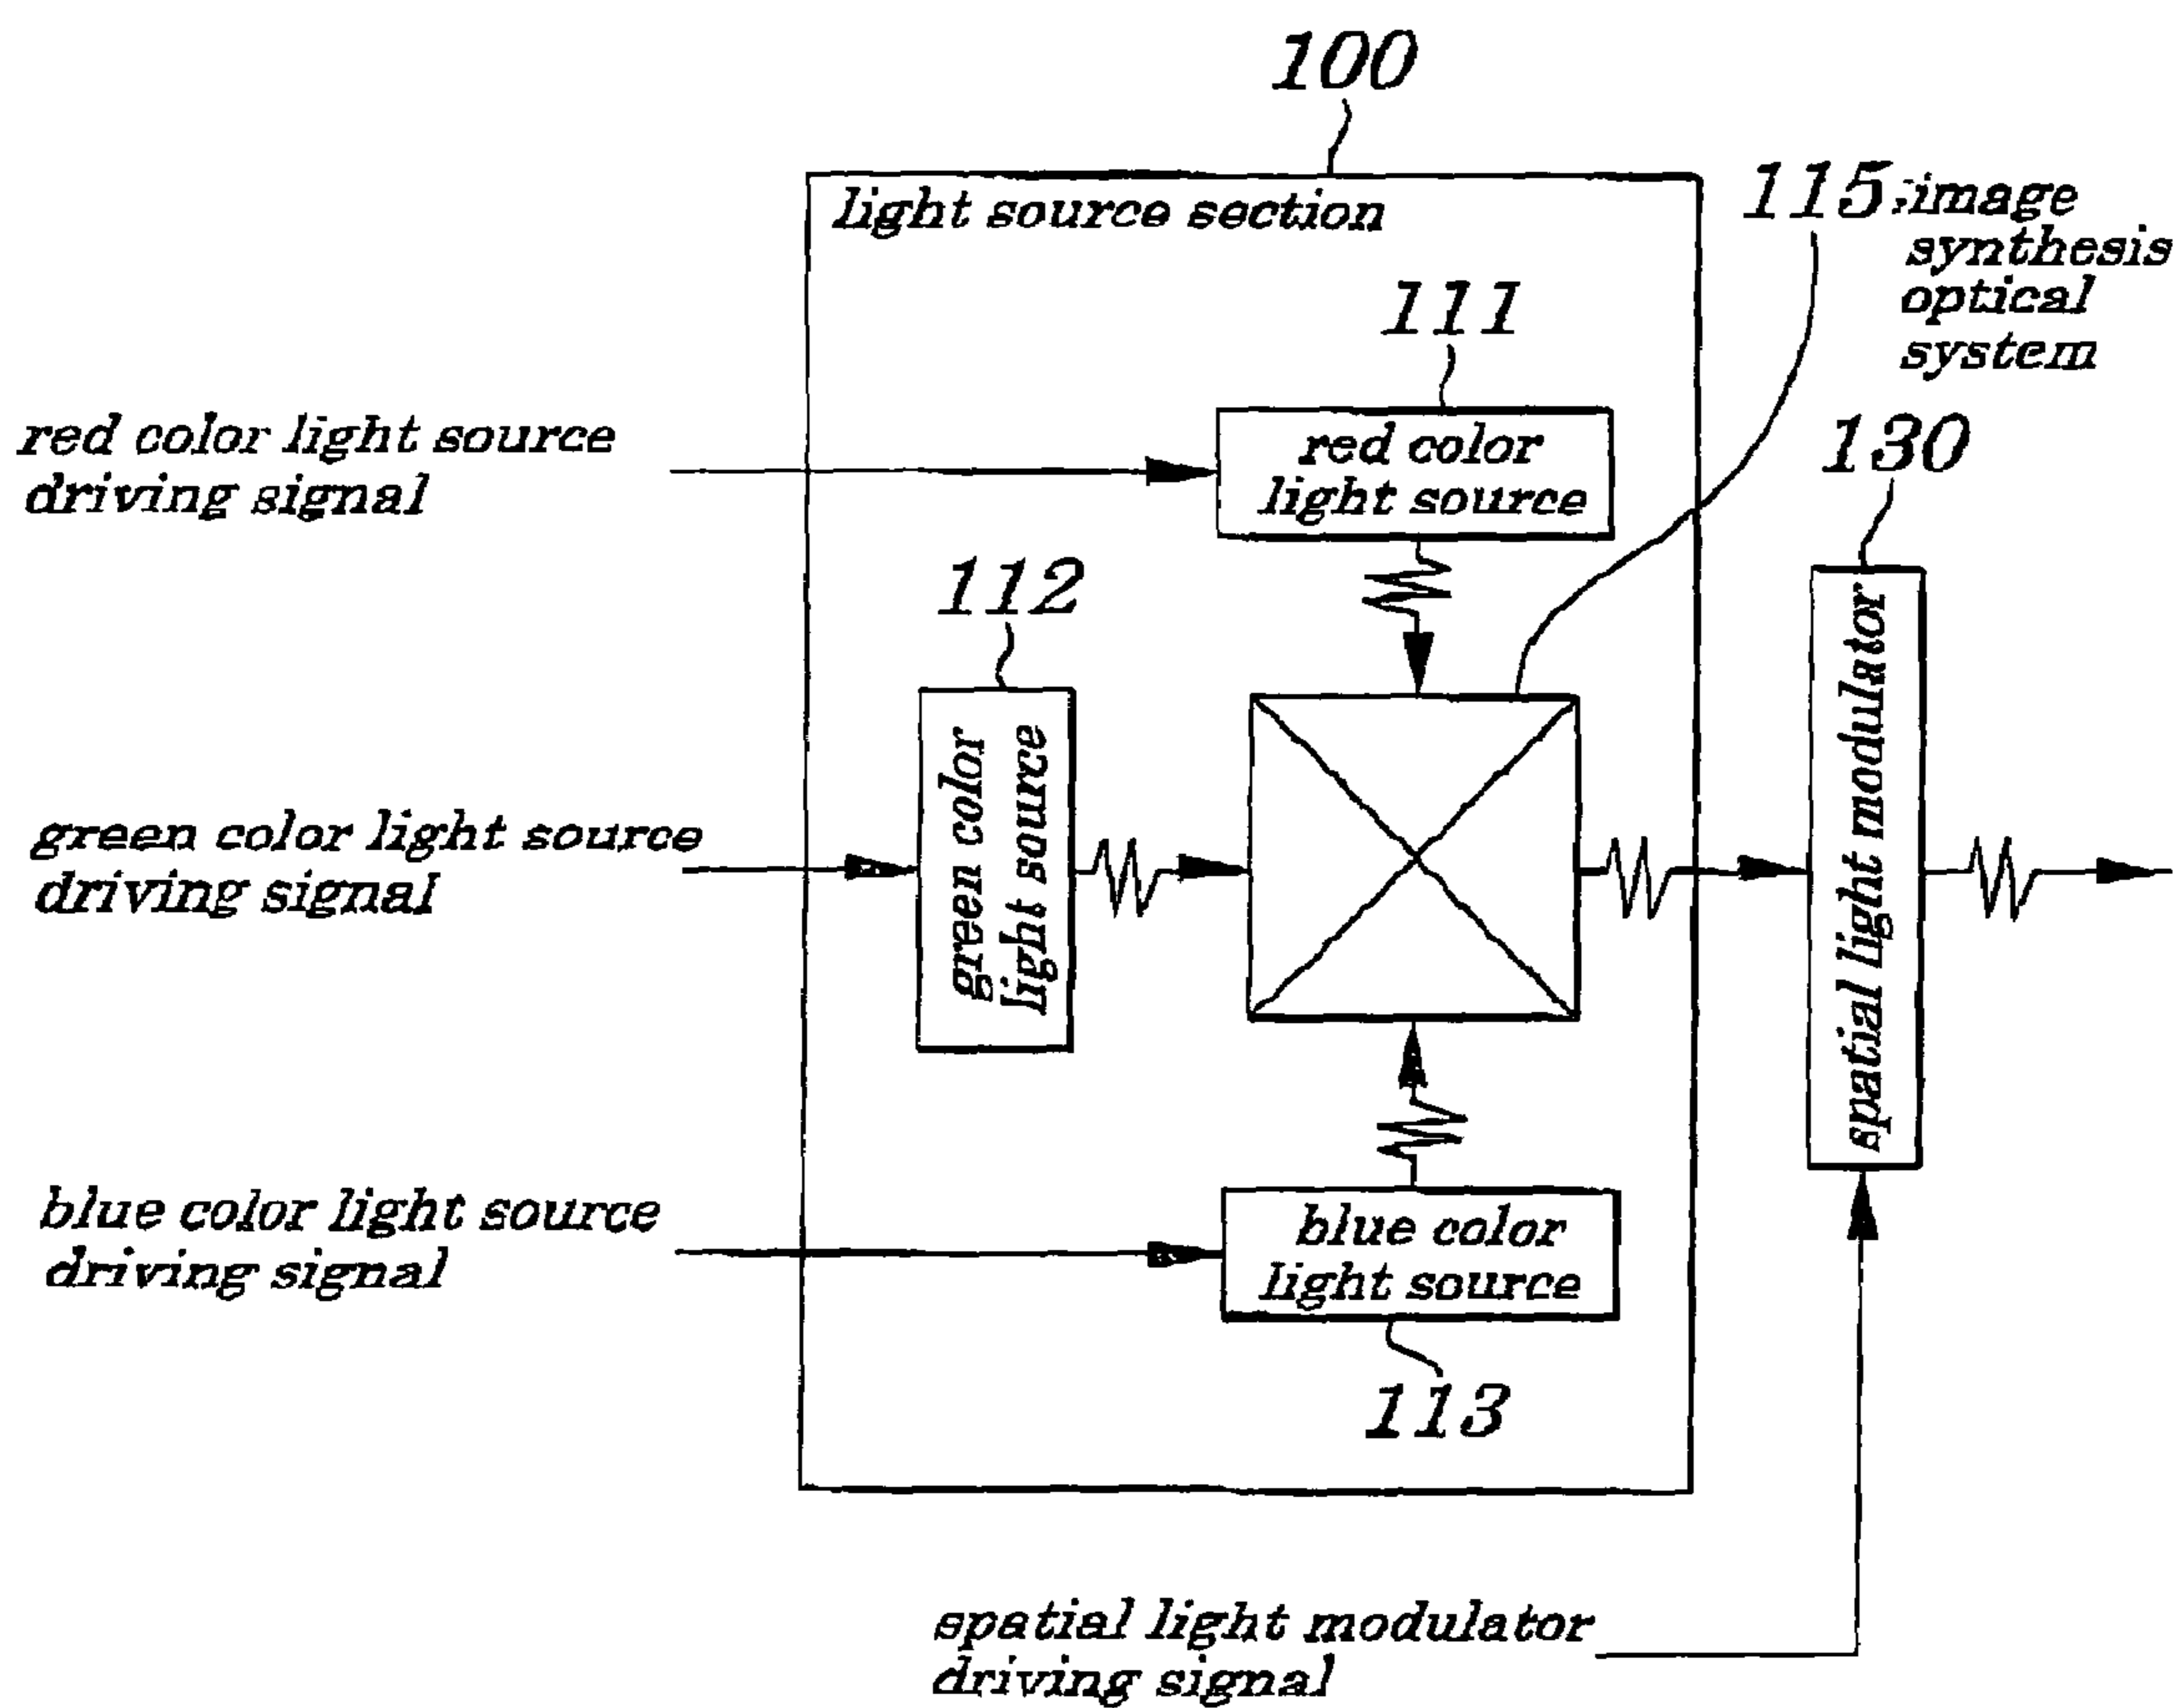 100
light source section
115:image
synthesis
optical
system
111
red color light source
driving signal
red color
light source
130
112
green color
light source
spatial light modulator
green color light source
driving signal
blue color light source
driving signal
blue color
light source
113
spatial light modulator
driving signal